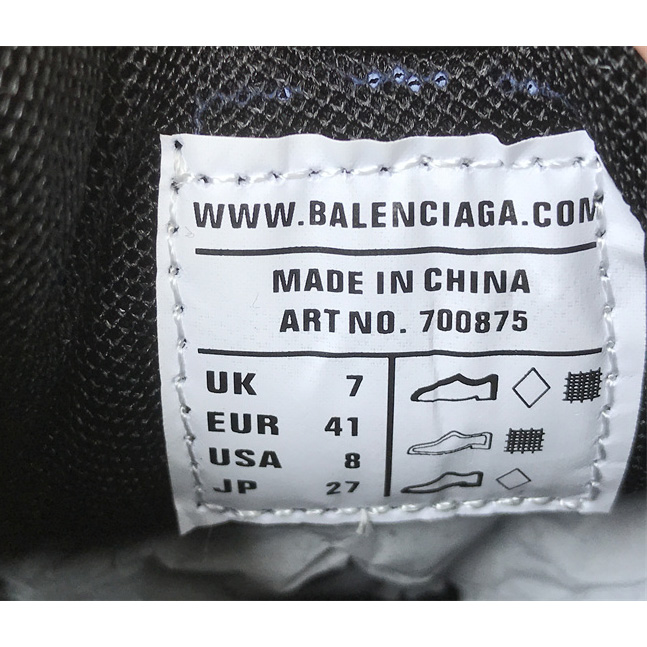 WWW.BALENCIAGA.COM
MADE IN CHINA
ART NO. 700875
UK 7
EUR 41
USA 8
JP 27